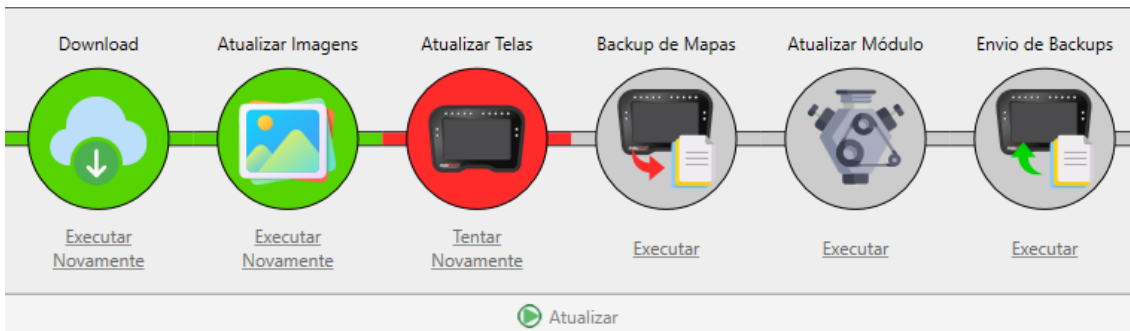 Download
Atualizar Imagens
Atualizar Telas
Backup de Mapas
Atualizar Módulo
Envio de Backups
Executar
Novamente
Executar
Novamente
Tentar
Novamente
Executar
Executar
Executar
Atualizar